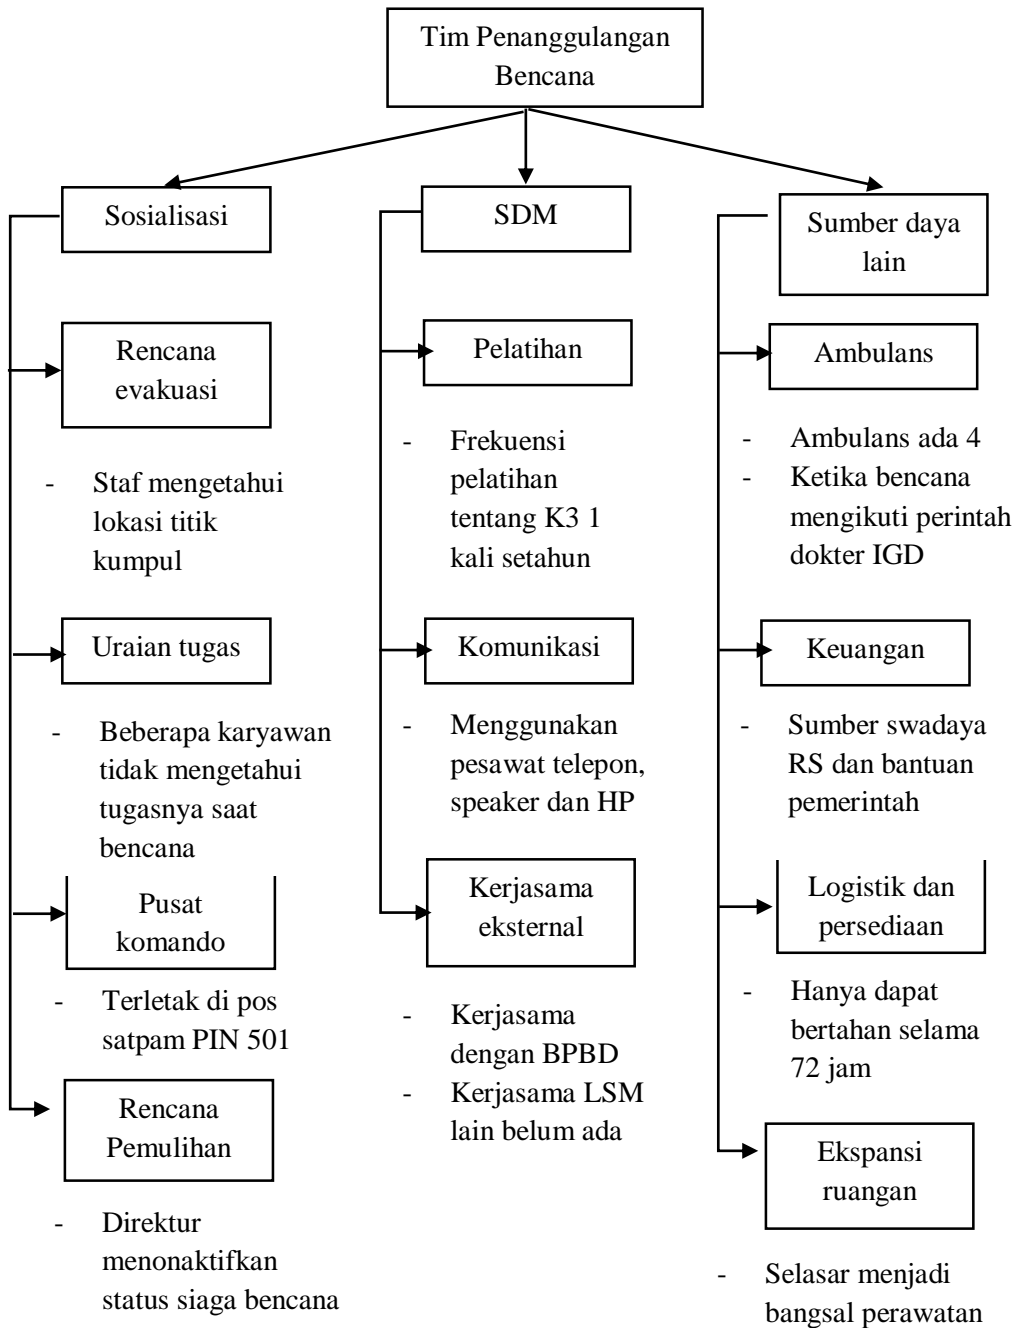 Tim Penanggulangan
Bencana
Sosialisasi
Rencana
evakuasi
- Staf mengetahui
lokasi titik
kumpul
Uraian tugas
- Beberapa karyawan
tidak mengetahui
tugasnya saat
bencana
Pusat
komando
- Terletak di pos
satpam PIN 501
Rencana
Pemulihan
- Direktur
menonaktifkan
status siaga bencana
SDM
Pelatihan
- Frekuensi
pelatihan
tentang K3 1
kali setahun
Komunikasi
- Menggunakan
pesawat telepon,
speaker dan HP
Kerjasama
eksternal
- Kerjasama
dengan BPBD
- Kerjasama LSM
lain belum ada
Sumber daya
lain
Ambulans
- Ambulans ada 4
- Ketika bencana
mengikuti perintah
dokter IGD
Keuangan
- Sumber swadaya
RS dan bantuan
pemerintah
Logistik dan
persediaan
- Hanya dapat
bertahan selama
72 jam
Ekspansi
ruangan
- Selasar menjadi
bangsal perawatan